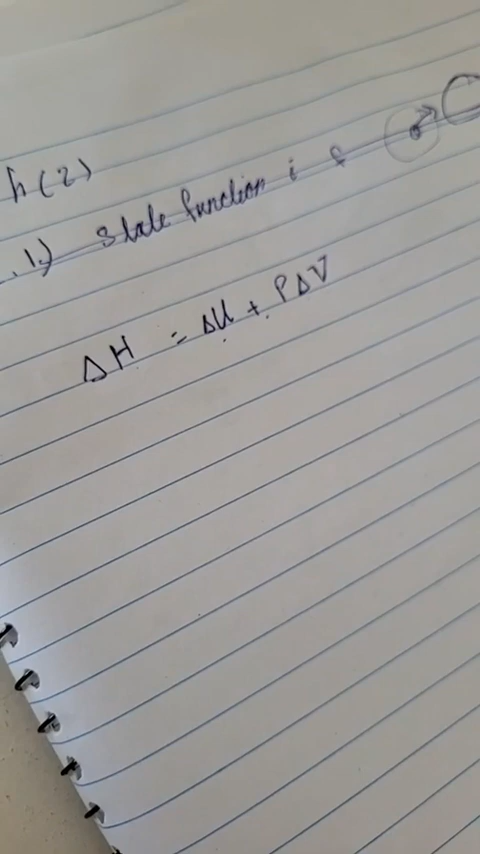 h(2)
1.) State function i f
ΔH = ΔU + PΔV